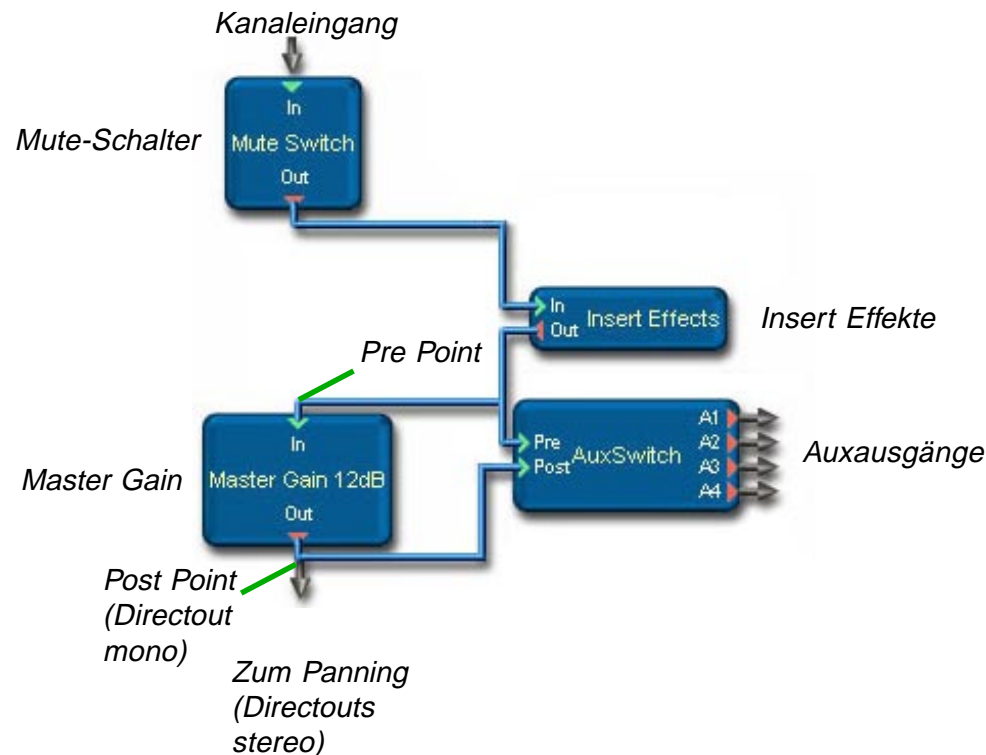 Kanaleingang
In
Mute-Schalter
Mute Switch
Out
In
Out
Insert Effects
Insert Effekte
Pre Point
In
Master Gain
Master Gain 12dB
Out
Pre
Post
AuxSwitch
A1
A2
A3
A4
Auxausgänge
Post Point
(Directout
mono)
Zum Panning
(Directouts
stereo)